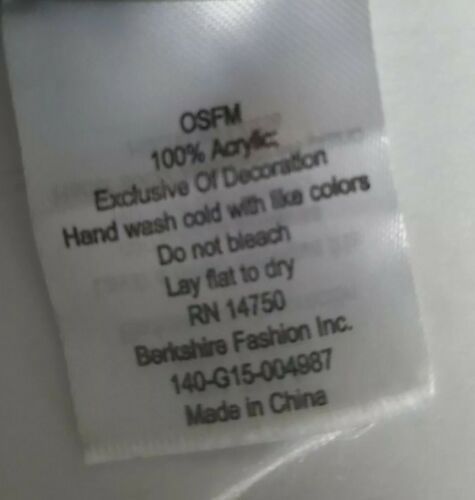 OSFM
100% Acrylic;
Exclusive Of Decoration
Hand wash cold with like colors
Do not bleach
Lay flat to dry
RN 14750
Berkshire Fashion Inc.
140-G15-004987
Made in China